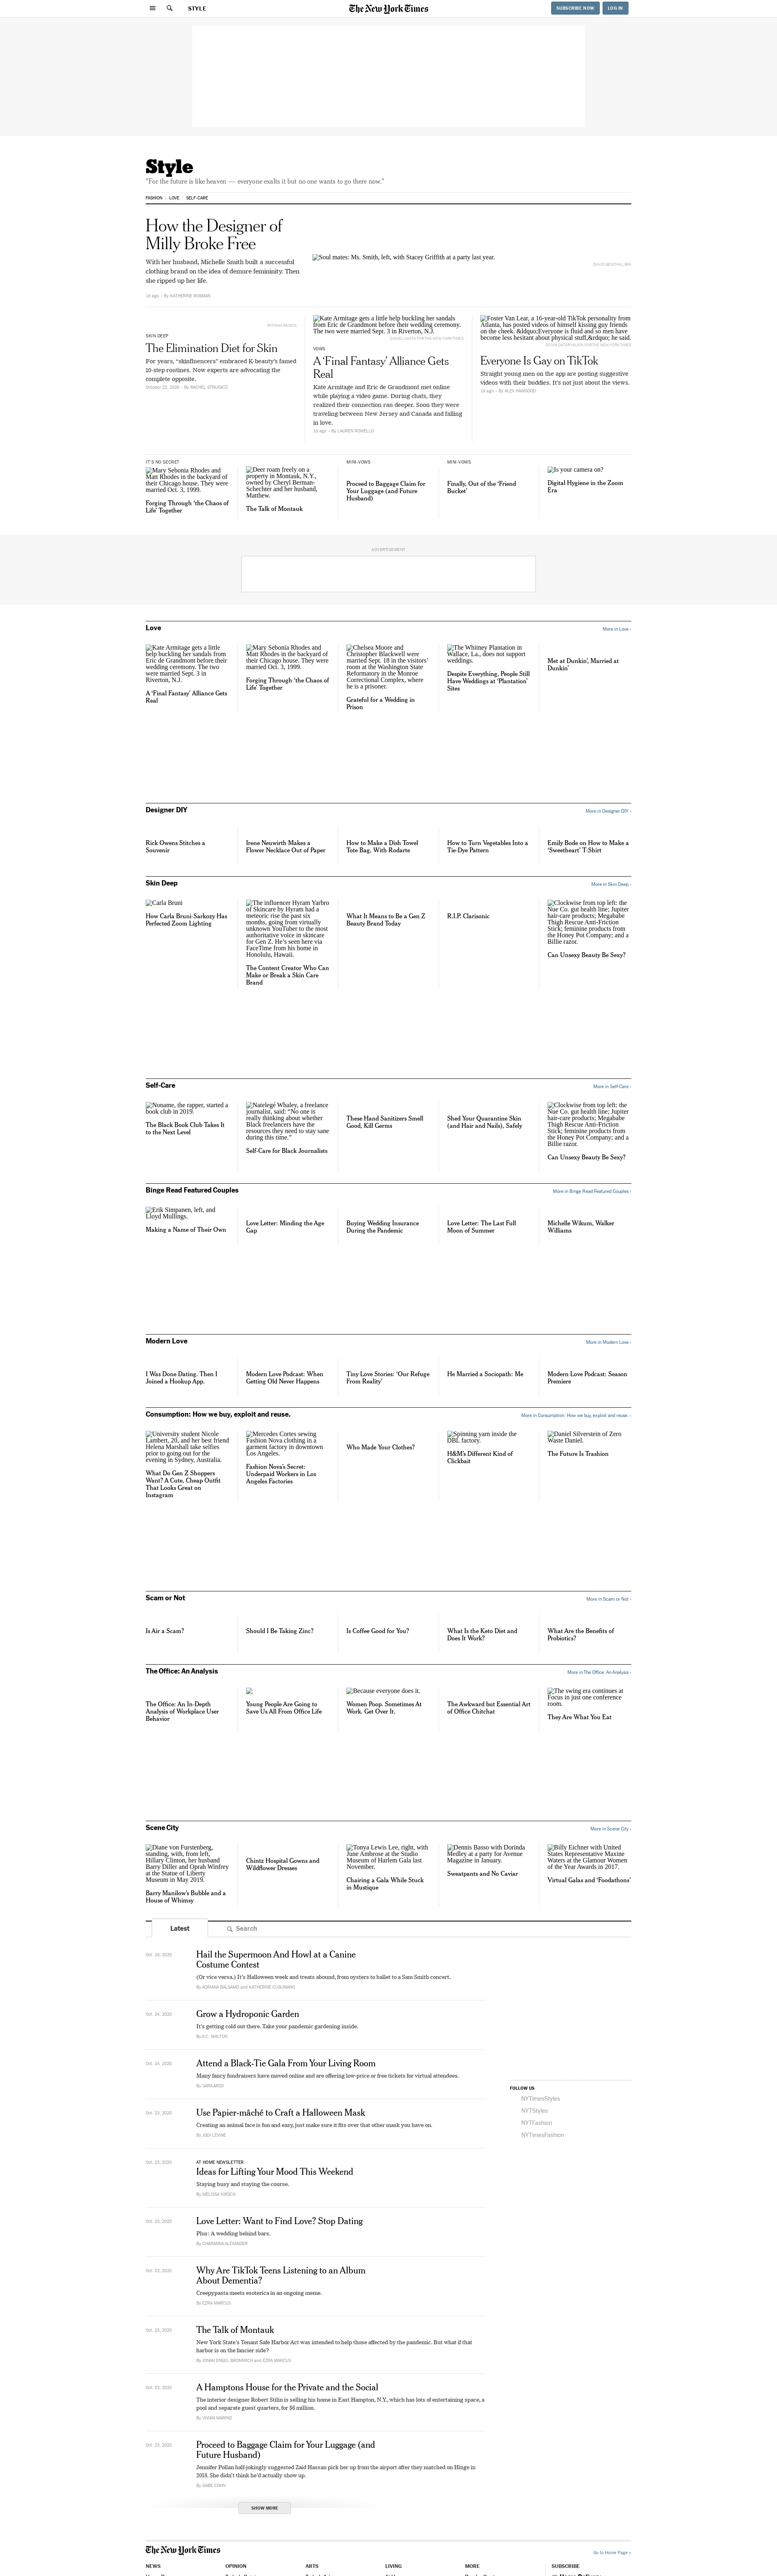 STYLE
The New York Times
SUBSCRIBE NOW
LOG IN
Style
"For the future is like heaven — everyone exalts it but no one wants to go there now."
FASHION
LOVE
SELF-CARE
How the Designer of
Milly Broke Free
With her husband, Michelle Smith built a successful
clothing brand on the idea of demure femininity. Then
she ripped up her life.
1d ago • By KATHERINE ROSMAN
Soul mates: Ms. Smith, left, with Stacey Griffith at a party last year.
SKIN DEEP
The Elimination Diet for Skin
For years, "skinfluencers" embraced K-beauty's famed
10-step routines. Now experts are advocating the
complete opposite.
October 22, 2020 • By RACHEL STRUGATZ
Kate Armitage gets a little help buckling her sandals
from Eric de Grandmont before their wedding ceremony.
The two were married Sept. 3 in Riverton, N.J.
VOWS
A 'Final Fantasy' Alliance Gets
Real
Kate Armitage and Eric de Grandmont met online
while playing a video game. During chats, they
realized their connection ran deeper. Soon they were
traveling between New Jersey and Canada and falling
in love.
1d ago • By LAUREN ROWELLO
Foster Van Lear, a 16-year-old TikTok personality from
Atlanta, has posted videos of himself kissing guy friends
on the cheek. &ldquo;Everyone is fluid and so men have
become less hesitant about physical stuff,&rdquo; he said.
Everyone Is Gay on TikTok
Straight young men on the app are posting suggestive
videos with their buddies. It's not just about the views.
1d ago • By ALEX HAWGOOD
IT'S NO SECRET
Mary Sebonia Rhodes and
Matt Rhodes in the backyard of
their Chicago house. They were
married Oct. 3, 1999.
Forging Through 'the Chaos of
Life' Together
Deer roam freely on a
property in Montauk, N.Y.,
owned by Cheryl Berman-
Schechter and her husband,
Matthew.
The Talk of Montauk
MINI-VOWS
Proceed to Baggage Claim for
Your Luggage (and Future
Husband)
MINI-VOWS
Finally, Out of the 'Friend
Bucket'
Is your camera on?
Digital Hygiene in the Zoom
Era
ADVERTISEMENT
Love
More in Love ›
Kate Armitage gets a little
help buckling her sandals
from Eric de Grandmont before
their wedding ceremony. The
two were married Sept. 3 in
Riverton, N.J.
A 'Final Fantasy' Alliance Gets
Real
Mary Sebonia Rhodes and
Matt Rhodes in the backyard of
their Chicago house. They were
married Oct. 3, 1999.
Forging Through 'the Chaos of
Life' Together
Chelsea Moore and
Christopher Blackwell were
married Sept. 18 in the visitors'
room at the Washington State
Reformatory in the Monroe
Correctional Complex, where
he is a prisoner.
Grateful for a Wedding in
Prison
The Whitney Plantation in
Wallace, La., does not support
weddings.
Despite Everything, People Still
Have Weddings at 'Plantation'
Sites
Met at Dunkin', Married at
Dunkin'
Designer DIY
More in Designer DIY ›
Rick Owens Stitches a
Souvenir
Irene Neuwirth Makes a
Flower Necklace Out of Paper
How to Make a Dish Towel
Tote Bag, With Rodarte
How to Turn Vegetables Into a
Tie-Dye Pattern
Emily Bode on How to Make a
'Sweetheart' T-Shirt
Skin Deep
More in Skin Deep ›
Carla Bruni
How Carla Bruni-Sarkozy Has
Perfected Zoom Lighting
The influencer Hyram Yarbro
of Skincare by Hyram had a
meteoric rise the past six
months, going from virtually
unknown YouTuber to the most
authoritative voice in skincare
for Gen Z. He's seen here via
FaceTime from his home in
Honolulu, Hawaii.
The Content Creator Who Can
Make or Break a Skin Care
Brand
What It Means to Be a Gen Z
Beauty Brand Today
R.I.P. Clarisonic
Clockwise from top left: the
Nue Co. gut health line; Jupiter
hair-care products; Megababe
Thigh Rescue Anti-Friction
Stick; feminine products from
the Honey Pot Company; and a
Billie razor.
Can Unsexy Beauty Be Sexy?
Self-Care
More in Self-Care ›
Noname, the rapper, started a
book club in 2019.
The Black Book Club Takes It
to the Next Level
Natelegé Whaley, a freelance
journalist, said: "No one is
really thinking about whether
Black freelancers have the
resources they need to stay sane
during this time."
Self-Care for Black Journalists
These Hand Sanitizers Smell
Good, Kill Germs
Shed Your Quarantine Skin
(and Hair and Nails), Safely
Clockwise from top left: the
Nue Co. gut health line; Jupiter
hair-care products; Megababe
Thigh Rescue Anti-Friction
Stick; feminine products from
the Honey Pot Company; and a
Billie razor.
Can Unsexy Beauty Be Sexy?
Binge Read Featured Couples
More in Binge Read Featured Couples ›
Erik Simpanen, left, and
Lloyd Mullings.
Making a Name of Their Own
Love Letter: Minding the Age
Gap
Buying Wedding Insurance
During the Pandemic
Love Letter: The Last Full
Moon of Summer
Michelle Wikum, Walker
Williams
Modern Love
More in Modern Love ›
I Was Done Dating. Then I
Joined a Hookup App.
Modern Love Podcast: When
Getting Old Never Happens
Tiny Love Stories: 'Our Refuge
From Reality'
He Married a Sociopath: Me
Modern Love Podcast: Season
Premiere
Consumption: How we buy, exploit and reuse.
More in Consumption: How we buy, exploit and reuse. ›
University student Nicole
Lambert, 20, and her best friend
Helena Marshall take selfies
prior to going out for the
evening in Sydney, Australia.
What Do Gen Z Shoppers
Want? A Cute, Cheap Outfit
That Looks Great on
Instagram
Mercedes Cortes sewing
Fashion Nova clothing in a
garment factory in downtown
Los Angeles.
Fashion Nova's Secret:
Underpaid Workers in Los
Angeles Factories
Who Made Your Clothes?
Spinning yarn inside the
DBL factory.
H&M's Different Kind of
Clickbait
Daniel Silverstein of Zero
Waste Daniel.
The Future Is Trashion
Scam or Not
More in Scam or Not ›
Is Air a Scam?
Should I Be Taking Zinc?
Is Coffee Good for You?
What Is the Keto Diet and
Does It Work?
What Are the Benefits of
Probiotics?
The Office: An Analysis
More in The Office: An Analysis ›
The Office: An In-Depth
Analysis of Workplace User
Behavior
Young People Are Going to
Save Us All From Office Life
Because everyone does it.
Women Poop. Sometimes At
Work. Get Over It.
The Awkward but Essential Art
of Office Chitchat
The swing era continues at
Focus in just one conference
room.
They Are What You Eat
Scene City
More in Scene City ›
Diane von Furstenberg,
standing, with, from left,
Hillary Clinton, her husband
Barry Diller and Oprah Winfrey
at the Statue of Liberty
Museum in May 2019.
Barry Manilow's Bubble and a
House of Whimsy
Chintz Hospital Gowns and
Wildflower Dresses
Tonya Lewis Lee, right, with
June Ambrose at the Studio
Museum of Harlem Gala last
November.
Chairing a Gala While Stuck
in Mustique
Dennis Basso with Dorinda
Medley at a party for Avenue
Magazine in January.
Sweatpants and No Caviar
Billy Eichner with United
States Representative Maxine
Waters at the Glamour Women
of the Year Awards in 2017.
Virtual Galas and 'Foodathons'
Latest
Search
Oct. 24, 2020
Hail the Supermoon And Howl at a Canine
Costume Contest
(Or vice versa.) It's Halloween week and treats abound, from oysters to ballet to a Sam Smith concert.
By ADRIANA BALSAMO and KATHERINE CUSUMANO
Oct. 24, 2020
Grow a Hydroponic Garden
It's getting cold out there. Take your pandemic gardening inside.
By A.C. SHILTON
Oct. 24, 2020
Attend a Black-Tie Gala From Your Living Room
Many fancy fundraisers have moved online and are offering low-price or free tickets for virtual attendees.
By SARA ARIDI
Oct. 23, 2020
Use Papier-mâché to Craft a Halloween Mask
Creating an animal face is fun and easy, just make sure it fits over that other mask you have on.
By JODI LEVINE
Oct. 23, 2020
AT HOME NEWSLETTER
Ideas for Lifting Your Mood This Weekend
Staying busy and staying the course.
By MELISSA KIRSCH
Oct. 23, 2020
Love Letter: Want to Find Love? Stop Dating
Plus: A wedding behind bars.
By CHARANNA ALEXANDER
Oct. 23, 2020
Why Are TikTok Teens Listening to an Album
About Dementia?
Creepypasta meets esoterica in an ongoing meme.
By EZRA MARCUS
Oct. 23, 2020
The Talk of Montauk
New York State's Tenant Safe Harbor Act was intended to help those affected by the pandemic. But what if that
harbor is on the fancier side?
By JONAH ENGEL BROMWICH and EZRA MARCUS
Oct. 23, 2020
A Hamptons House for the Private and the Social
The interior designer Robert Stilin is selling his home in East Hampton, N.Y., which has lots of entertaining space, a
pool and separate guest quarters, for $6 million.
By VIVIAN MARINO
Oct. 23, 2020
Proceed to Baggage Claim for Your Luggage (and
Future Husband)
Jennifer Pollan half-jokingly suggested Zaid Hassan pick her up from the airport after they matched on Hinge in
2018. She didn't think he'd actually show up.
By GABE COHN
SHOW MORE
FOLLOW US
NYTimesStyles
NYTStyles
NYTFashion
NYTimesFashion
The New York Times
Go to Home Page »
NEWS
OPINION
ARTS
LIVING
MORE
SUBSCRIBE